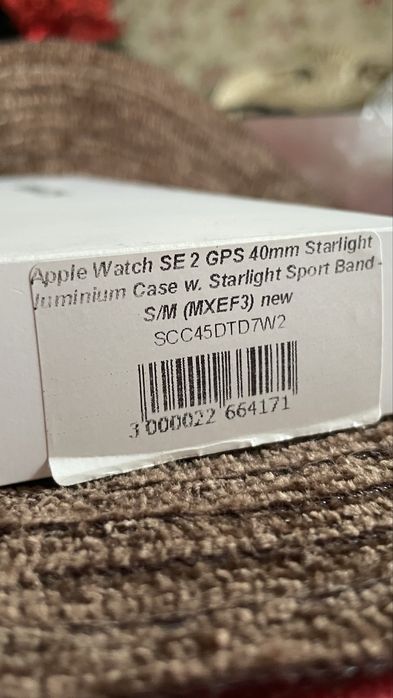 Apple Watch SE 2 GPS 40mm Starlight
luminium Case w. Starlight Sport Band -
S/M (MXEF3) new
SCC45DTD7W2
3 000022 664171